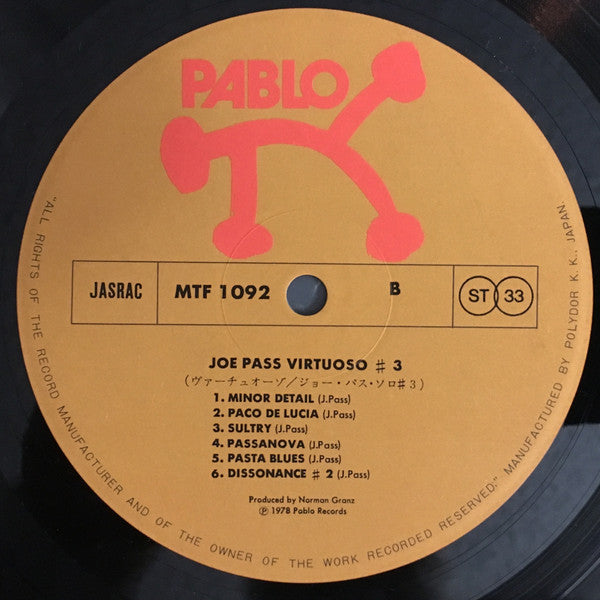 PABLO
JASRAC
MTF 1092
B
ST 33
JOE PASS VIRTUOSO ♯ 3
(ヴァーチュオーゾ/ジョー・パス・ソロ♯3)
1. MINOR DETAIL (J.Pass)
2. PACO DE LUCIA (J.Pass)
3. SULTRY (J.Pass)
4. PASSANOVA (J.Pass)
5. PASTA BLUES (J.Pass)
6. DISSONANCE ♯ 2 (J.Pass)
Produced by Norman Granz
Ⓟ 1978 Pablo Records
"ALL RIGHTS OF THE RECORD MANUFACTURER AND OF THE OWNER OF THE WORK RECORDED RESERVED." MANUFACTURED BY POLYDOR K. K., JAPAN.